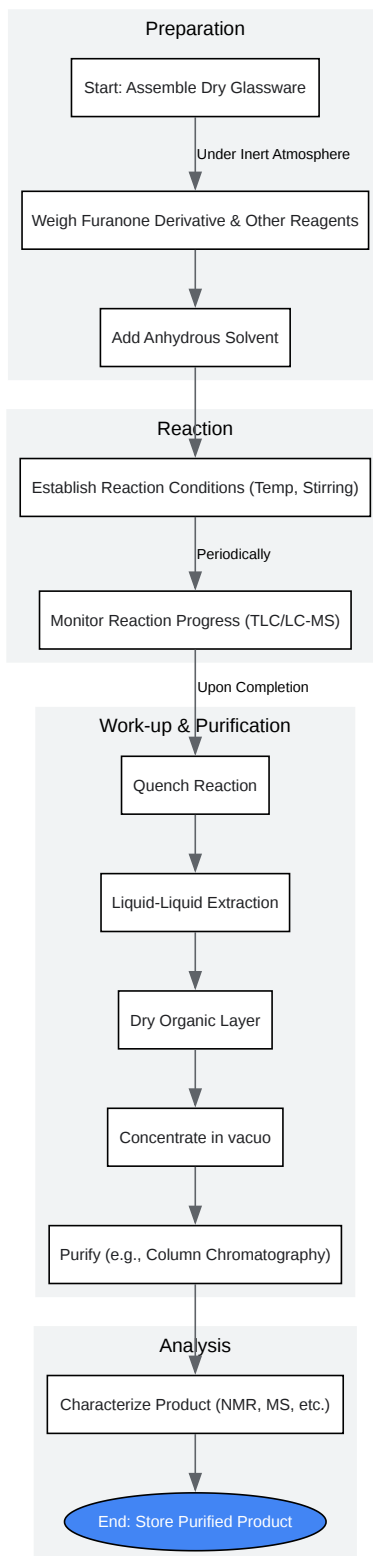 Preparation
Start: Assemble Dry Glassware
Under Inert Atmosphere
Weigh Furanone Derivative & Other Reagents
Add Anhydrous Solvent
Reaction
Establish Reaction Conditions (Temp, Stirring)
Periodically
Monitor Reaction Progress (TLC/LC-MS)
Upon Completion
Work-up & Purification
Quench Reaction
Liquid-Liquid Extraction
Dry Organic Layer
Concentrate in vacuo
Purify (e.g., Column Chromatography)
Analysis
Characterize Product (NMR, MS, etc.)
End: Store Purified Product